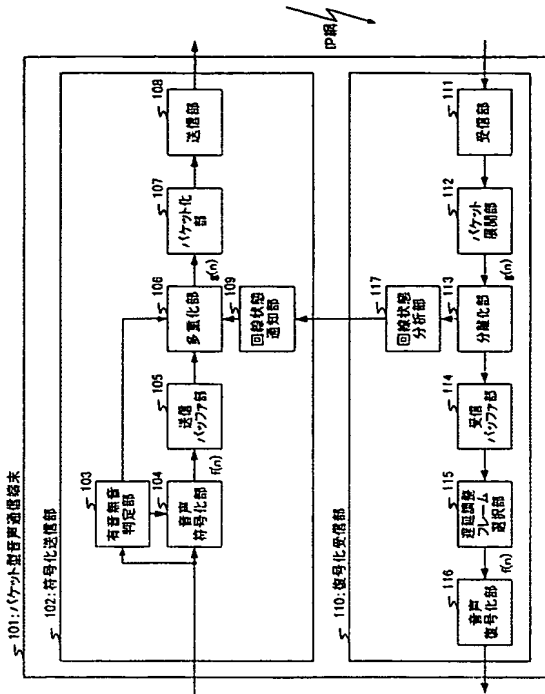 101:パケット型音声通信端末
102:符号化送信部
103
有音無音
判定部
104
音声
符号化部
f(n)
105
送信
バッファ部
106
多重化部
g(n)
107
パケット化
部
108
送信部
109
回線状態
通知部
IP網
110:復号化受信部
111
受信部
112
パケット
展開部
g(n)
113
分離化部
117
回線状態
分析部
114
受信
バッファ部
115
遅延調整
フレーム
選択部
f(n)
116
音声
復号化部